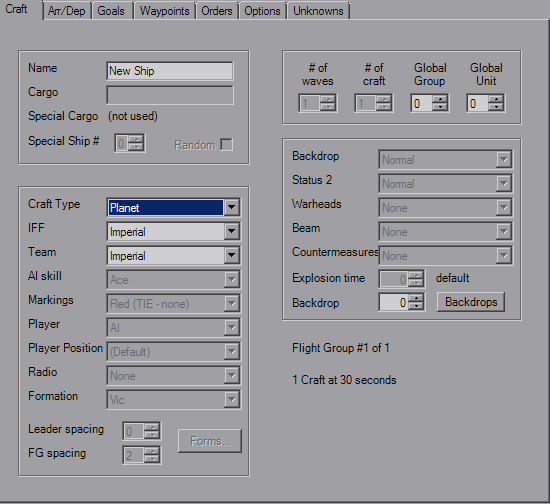 Craft Arr/Dep Goals Waypoints Orders Options Unknowns
Name New Ship
Cargo
Special Cargo (not used)
Special Ship # 0 Random
# of waves # of craft Global Group Global Unit
1 1 0 0
Craft Type Planet
IFF Imperial
Team Imperial
AI skill Ace
Markings Red (TIE - none)
Player AI
Player Position (Default)
Radio None
Formation Vic
Leader spacing 0
FG spacing 2
Forms...
Backdrop Normal
Status 2 Normal
Warheads None
Beam None
Countermeasures None
Explosion time 0 default
Backdrop 0 Backdrops
Flight Group #1 of 1
1 Craft at 30 seconds